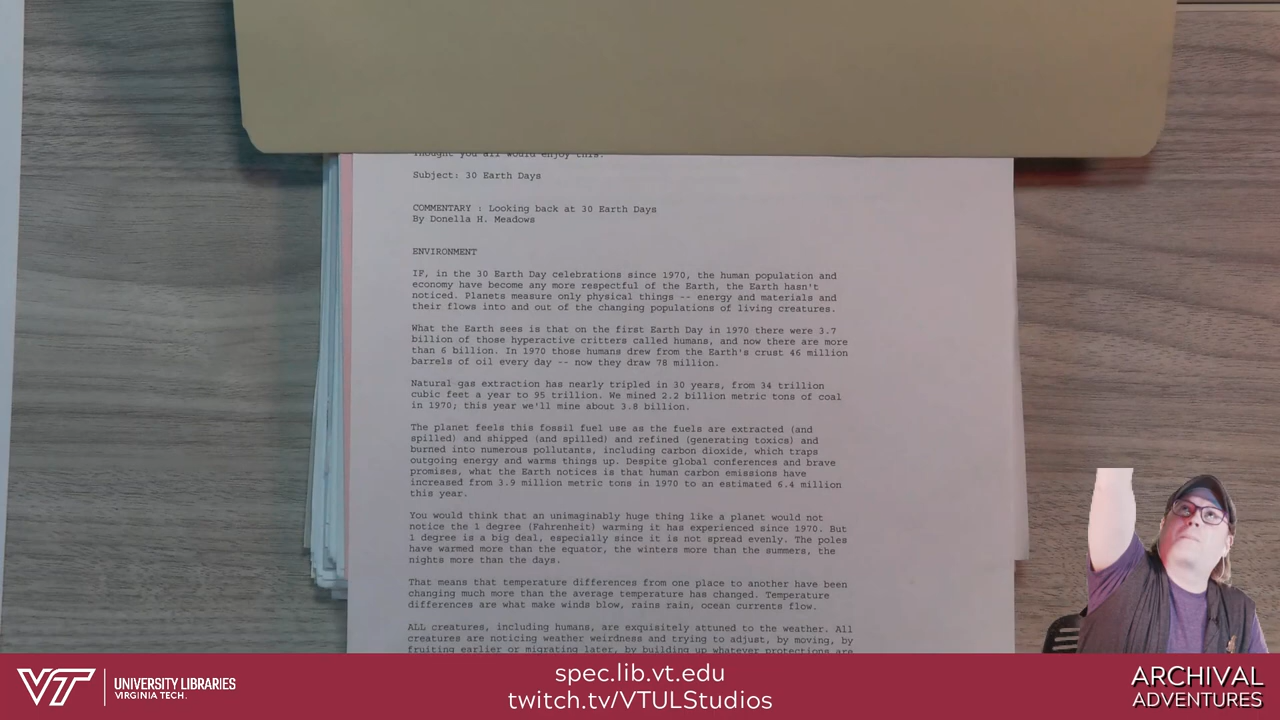 Thought you all would enjoy this.
Subject: 30 Earth Days
COMMENTARY : Looking back at 30 Earth Days
By Donella H. Meadows
ENVIRONMENT
IF, in the 30 Earth Day celebrations since 1970, the human population and
economy have become any more respectful of the Earth, the Earth hasn't
noticed. Planets measure only physical things -- energy and materials and
their flows into and out of the changing populations of living creatures.
What the Earth sees is that on the first Earth Day in 1970 there were 3.7
billion of those hyperactive critters called humans, and now there are more
than 6 billion. In 1970 those humans drew from the Earth's crust 46 million
barrels of oil every day -- now they draw 78 million.
Natural gas extraction has nearly tripled in 30 years, from 34 trillion
cubic feet a year to 95 trillion. We mined 2.2 billion metric tons of coal
in 1970; this year we'll mine about 3.8 billion.
The planet feels this fossil fuel use as the fuels are extracted (and
spilled) and shipped (and spilled) and refined (generating toxics) and
burned into numerous pollutants, including carbon dioxide, which traps
outgoing energy and warms things up. Despite global conferences and brave
promises, what the Earth notices is that human carbon emissions have
increased from 3.9 million metric tons in 1970 to an estimated 6.4 million
this year.
You would think that an unimaginably huge thing like a planet would not
notice the 1 degree (Fahrenheit) warming it has experienced since 1970. But
1 degree is a big deal, especially since it is not spread evenly. The poles
have warmed more than the equator, the winters more than the summers, the
nights more than the days.
That means that temperature differences from one place to another have been
changing much more than the average temperature has changed. Temperature
differences are what make winds blow, rains rain, ocean currents flow.
ALL creatures, including humans, are exquisitely attuned to the weather. All
creatures are noticing weather weirdness and trying to adjust, by moving, by
fruiting earlier or migrating later, by building up whatever protections are
VT
UNIVERSITY LIBRARIES
VIRGINIA TECH.
spec.lib.vt.edu
twitch.tv/VTULStudios
ARCHIVAL
ADVENTURES